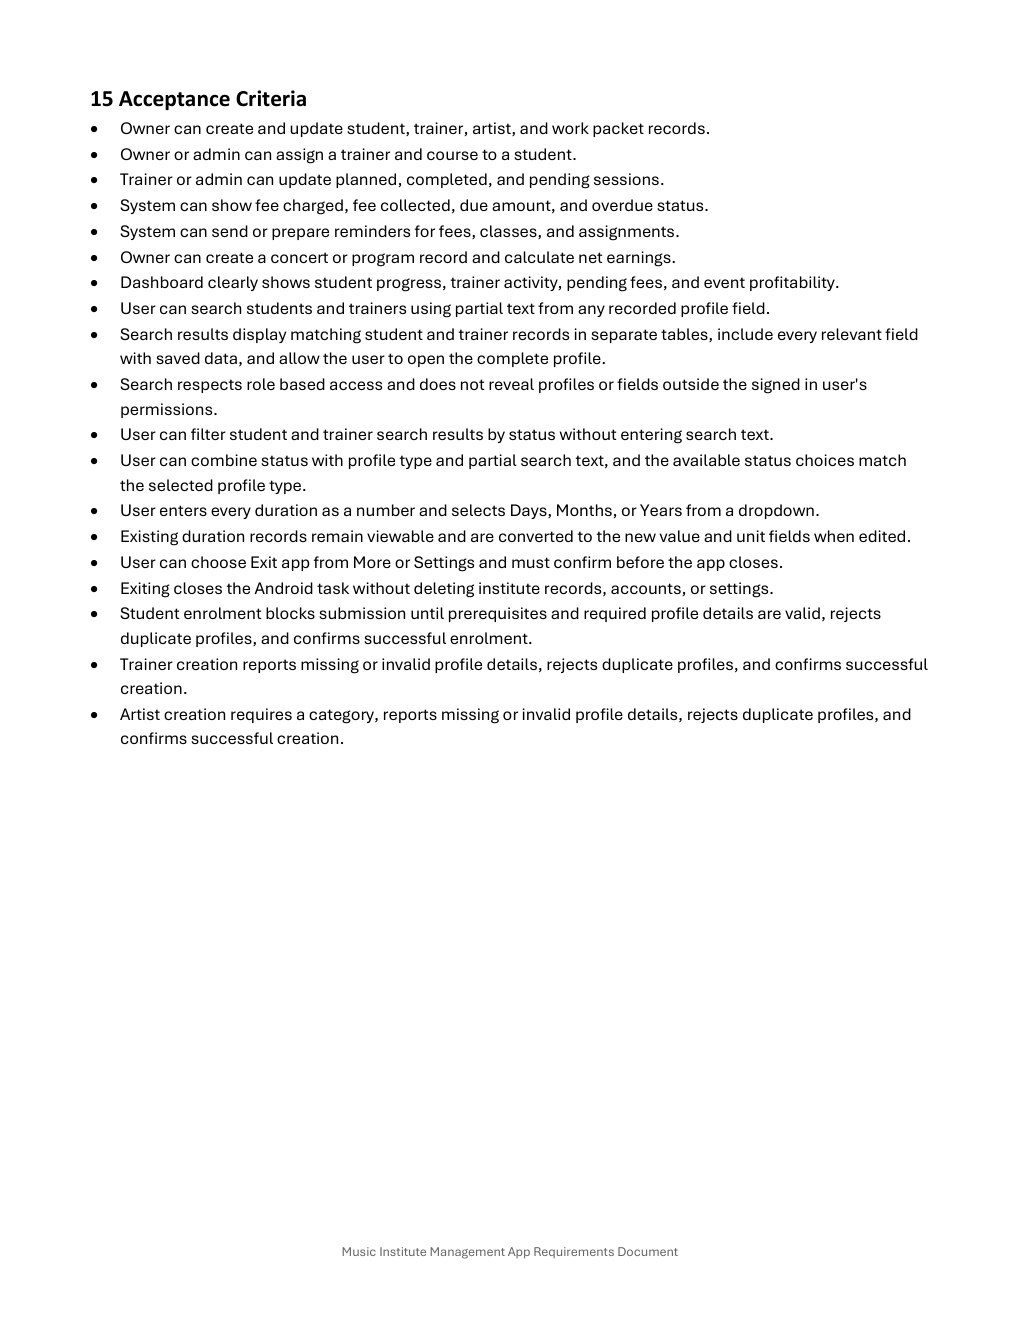 15 Acceptance Criteria
• Owner can create and update student, trainer, artist, and work packet records.
• Owner or admin can assign a trainer and course to a student.
• Trainer or admin can update planned, completed, and pending sessions.
• System can show fee charged, fee collected, due amount, and overdue status.
• System can send or prepare reminders for fees, classes, and assignments.
• Owner can create a concert or program record and calculate net earnings.
• Dashboard clearly shows student progress, trainer activity, pending fees, and event profitability.
• User can search students and trainers using partial text from any recorded profile field.
• Search results display matching student and trainer records in separate tables, include every relevant field
with saved data, and allow the user to open the complete profile.
• Search respects role based access and does not reveal profiles or fields outside the signed in user's
permissions.
• User can filter student and trainer search results by status without entering search text.
• User can combine status with profile type and partial search text, and the available status choices match
the selected profile type.
• User enters every duration as a number and selects Days, Months, or Years from a dropdown.
• Existing duration records remain viewable and are converted to the new value and unit fields when edited.
• User can choose Exit app from More or Settings and must confirm before the app closes.
• Exiting closes the Android task without deleting institute records, accounts, or settings.
• Student enrolment blocks submission until prerequisites and required profile details are valid, rejects
duplicate profiles, and confirms successful enrolment.
• Trainer creation reports missing or invalid profile details, rejects duplicate profiles, and confirms successful
creation.
• Artist creation requires a category, reports missing or invalid profile details, rejects duplicate profiles, and
confirms successful creation.
Music Institute Management App Requirements Document